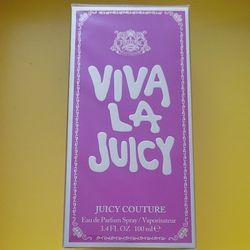 VIVA
LA
JUICY
JUICY COUTURE
Eau de Parfum Spray / Vaporisateur
3.4 FL OZ 100 ml ℮